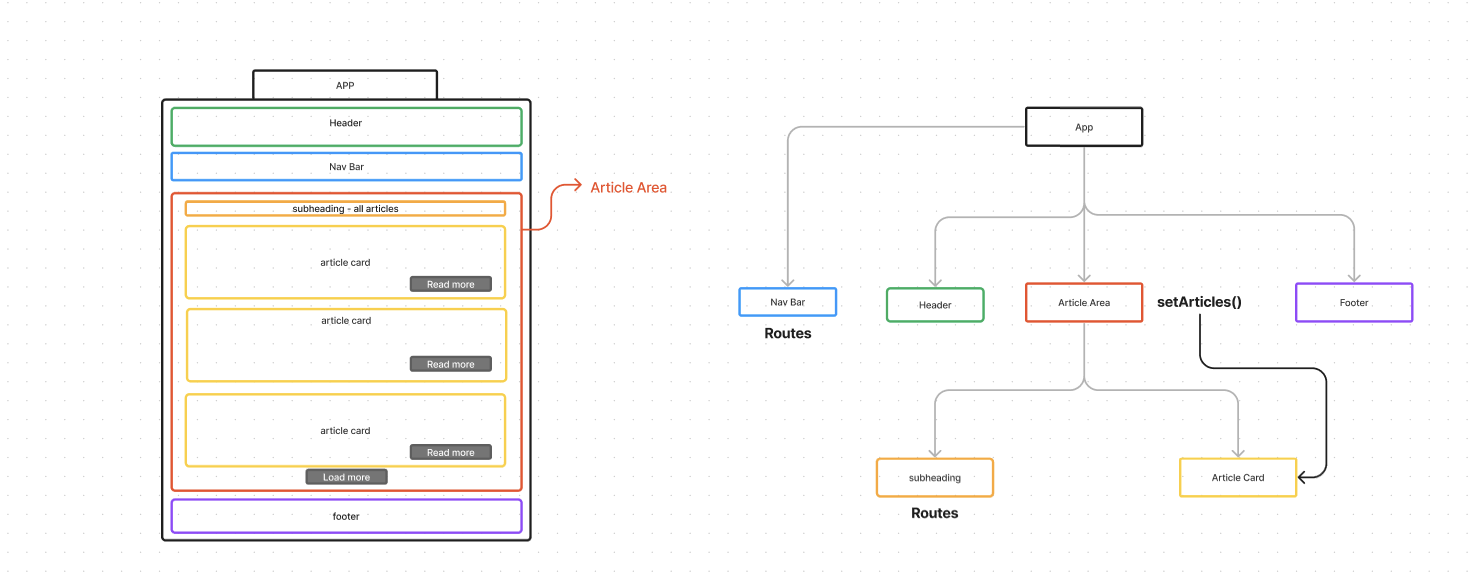 APP
Header
Nav Bar
Article Area
subheading - all articles
article card
Read more
article card
Read more
article card
Read more
Load more
footer
App
Nav Bar
Routes
Header
Article Area
setArticles()
Footer
subheading
Routes
Article Card